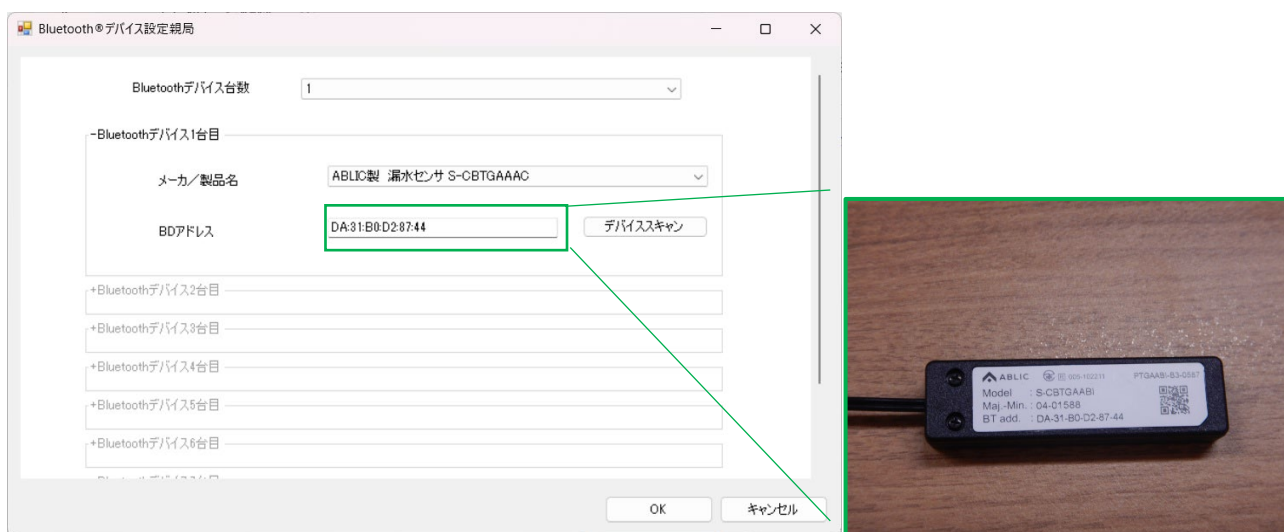 Bluetooth®デバイス設定親局
Bluetoothデバイス台数
1
-Bluetoothデバイス1台目
メーカ/製品名
ABLIC製 漏水センサ S-CBTGAAAC
BDアドレス
DA:31:B0:D2:87:44
デバイススキャン
+Bluetoothデバイス2台目
+Bluetoothデバイス3台目
+Bluetoothデバイス4台目
+Bluetoothデバイス5台目
+Bluetoothデバイス6台目
OK
キャンセル
ABLIC
Model : S-CBTGAABI
Maj.-Min. : 04-01588
BT add. : DA-31-B0-D2-87-44